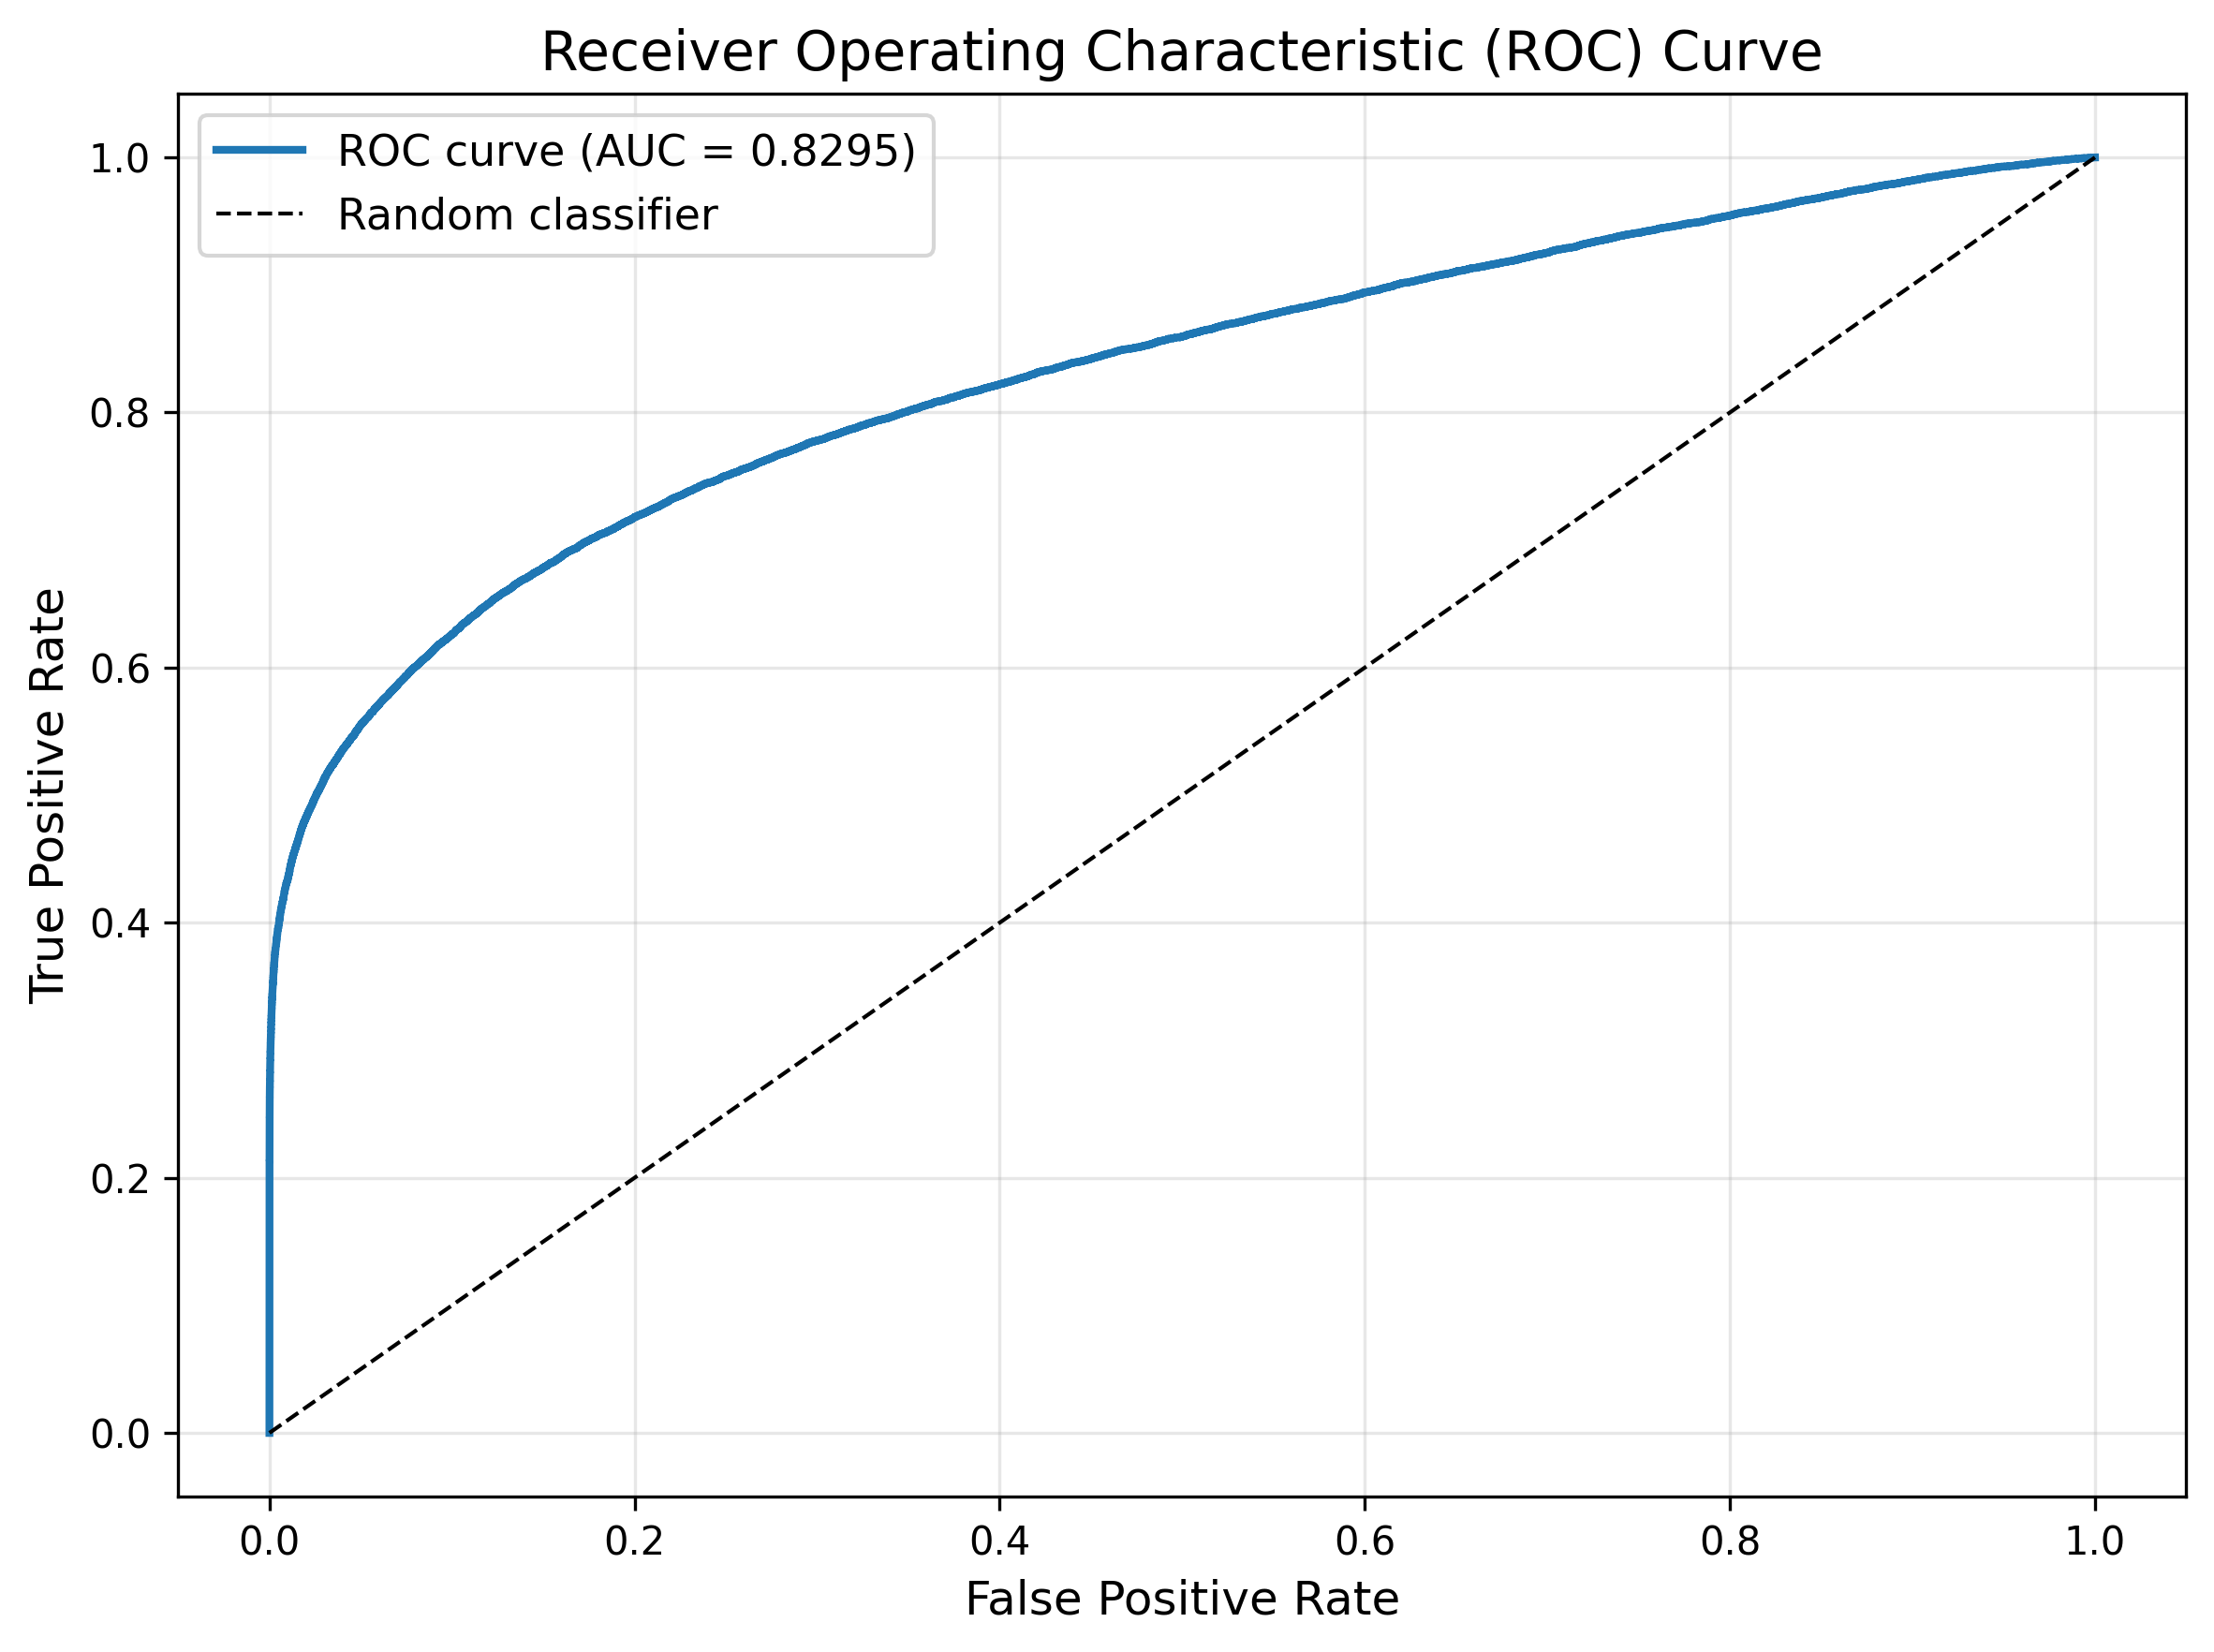 Receiver Operating Characteristic (ROC) Curve
ROC curve (AUC = 0.8295)
Random classifier
True Positive Rate
1.0
0.8
0.6
0.4
0.2
0.0
0.0 0.2 0.4 0.6 0.8 1.0
False Positive Rate